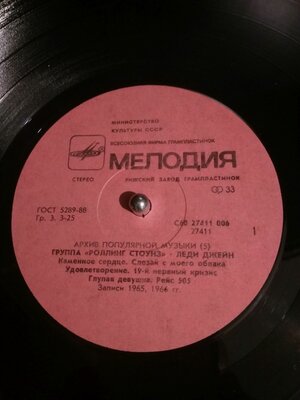 МИНИСТЕРСТВО
КУЛЬТУРЫ СССР
ВСЕСОЮЗНАЯ ФИРМА ГРАМПЛАСТИНОК
МЕЛОДИЯ
СТЕРЕО
РИЖСКИЙ ЗАВОД ГРАМПЛАСТИНОК
33
ГОСТ 5289-88
Гр. 3. 3-25
С60 27411 006
27411
1
АРХИВ ПОПУЛЯРНОЙ МУЗЫКИ (5)
ГРУППА «РОЛЛИНГ СТОУНЗ» · ЛЕДИ ДЖЕЙН
Каменное сердце. Слезай с моего облака
Удовлетворение. 19-й нервный кризис
Глупая девушка. Рейс 505
Записи 1965, 1966 гг.